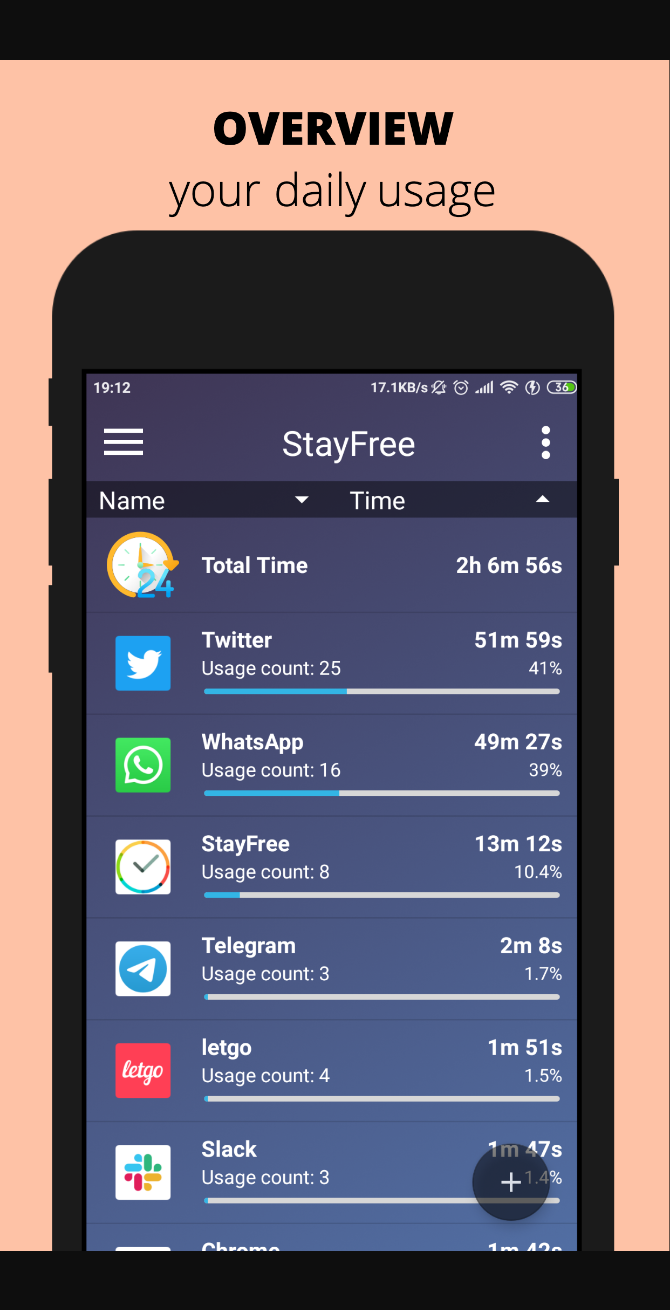 OVERVIEW
your daily usage
19:12 17.1KB/s 36
StayFree
Name Time
24
Total Time 2h 6m 56s
Twitter 51m 59s
Usage count: 25 41%
WhatsApp 49m 27s
Usage count: 16 39%
StayFree 13m 12s
Usage count: 8 10.4%
Telegram 2m 8s
Usage count: 3 1.7%
letgo 1m 51s
letgo
Usage count: 4 1.5%
Slack 1m 47s
Usage count: 3 1.4%
+
Chrome 1m 42s